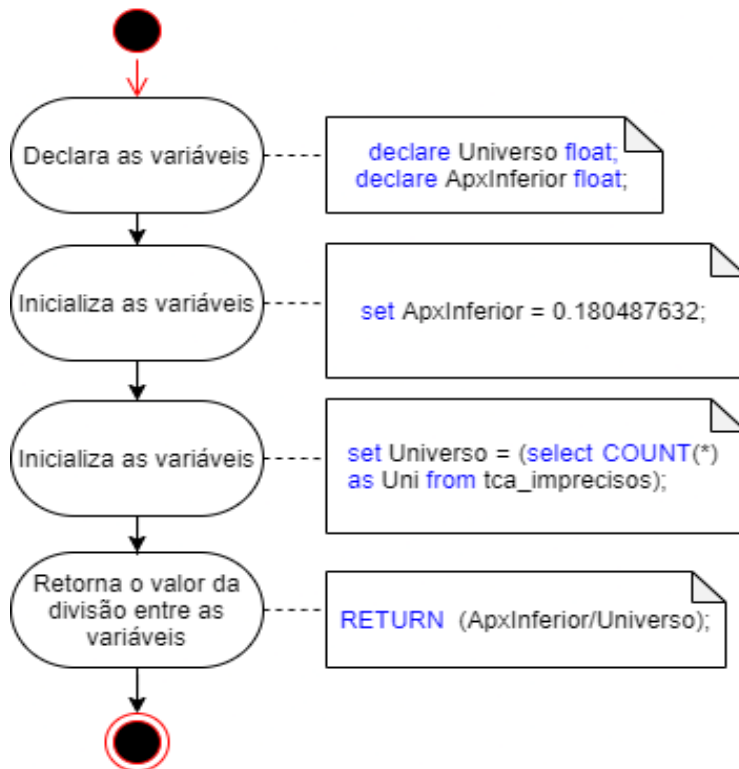 Declara as variáveis
declare Universo float;
declare ApxInferior float;
Inicializa as variáveis
set ApxInferior = 0.180487632;
Inicializa as variáveis
set Universo = (select COUNT(*)
as Uni from tca_imprecisos);
Retorna o valor da
divisão entre as
variáveis
RETURN (ApxInferior/Universo);